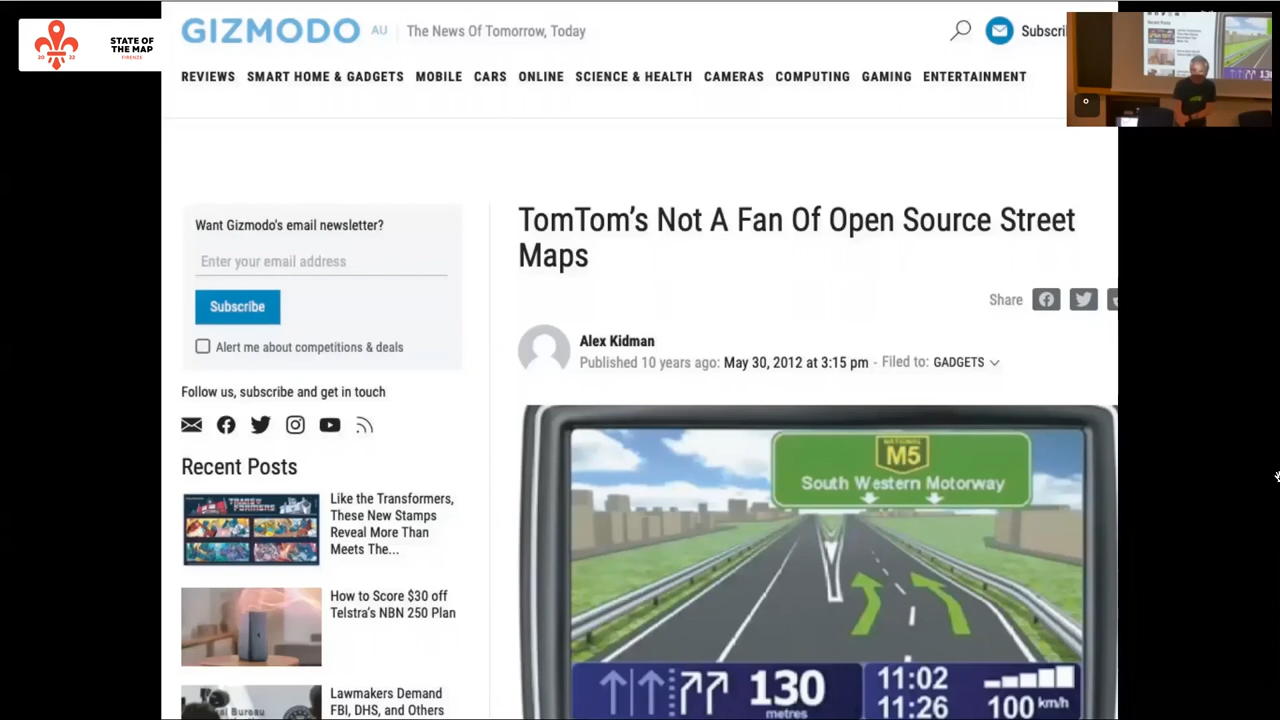 STATE OF
THE MAP
FIRENZE
20 22
GIZMODO AU The News Of Tomorrow, Today
Subscri
REVIEWS SMART HOME & GADGETS MOBILE CARS ONLINE SCIENCE & HEALTH CAMERAS COMPUTING GAMING ENTERTAINMENT
Want Gizmodo's email newsletter?
Enter your email address
Subscribe
Alert me about competitions & deals
Follow us, subscribe and get in touch
Recent Posts
Like the Transformers,
These New Stamps
Reveal More Than
Meets The...
How to Score $30 off
Telstra's NBN 250 Plan
Lawmakers Demand
FBI, DHS, and Others
TomTom's Not A Fan Of Open Source Street
Maps
Share
Alex Kidman
Published 10 years ago: May 30, 2012 at 3:15 pm - Filed to: GADGETS
NATIONAL
M5
South Western Motorway
130
metres
11:02
11:26
100 km/h